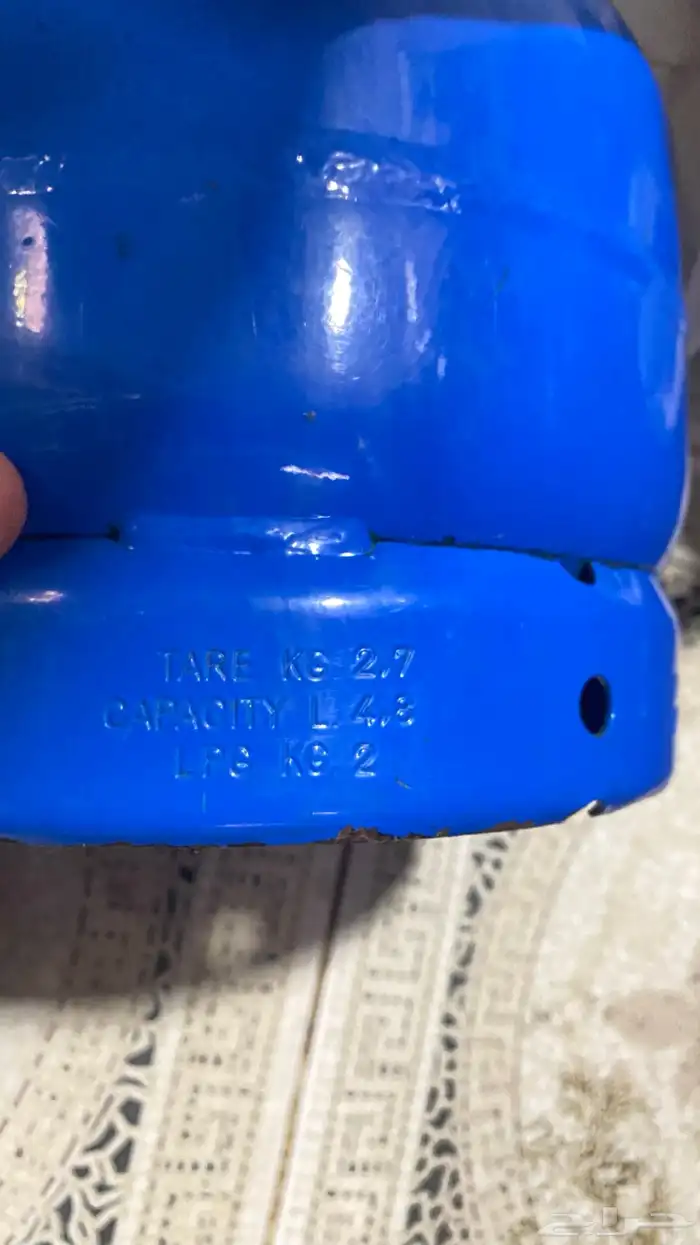 TARE KG 2.7
CAPACITY L 4.8
LPG KG 2
حراج